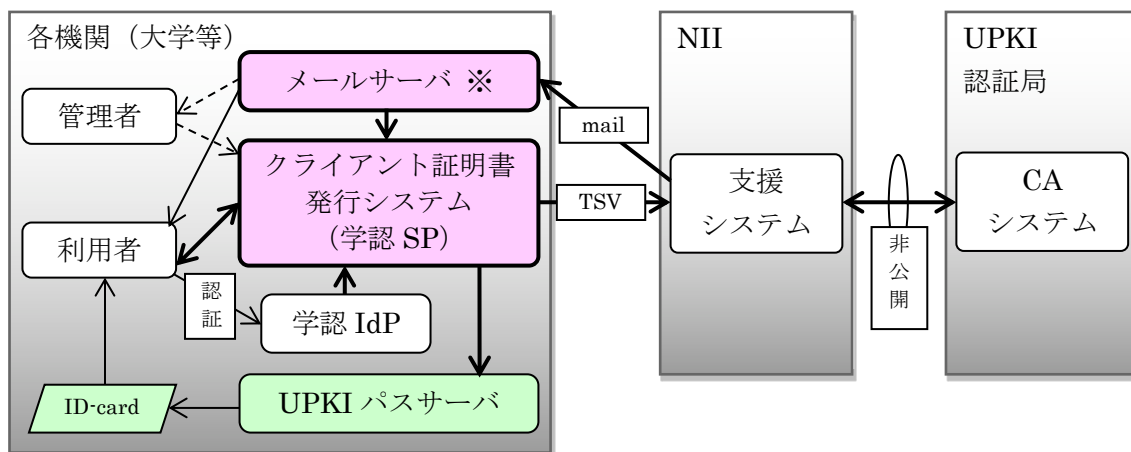 各機関（大学等）
メールサーバ ※
管理者
クライアント証明書
発行システム
（学認 SP）
利用者
認
証
学認 IdP
ID-card
UPKI パスサーバ
mail
TSV
NII
支援
システム
非
公
開
UPKI
認証局
CA
システム